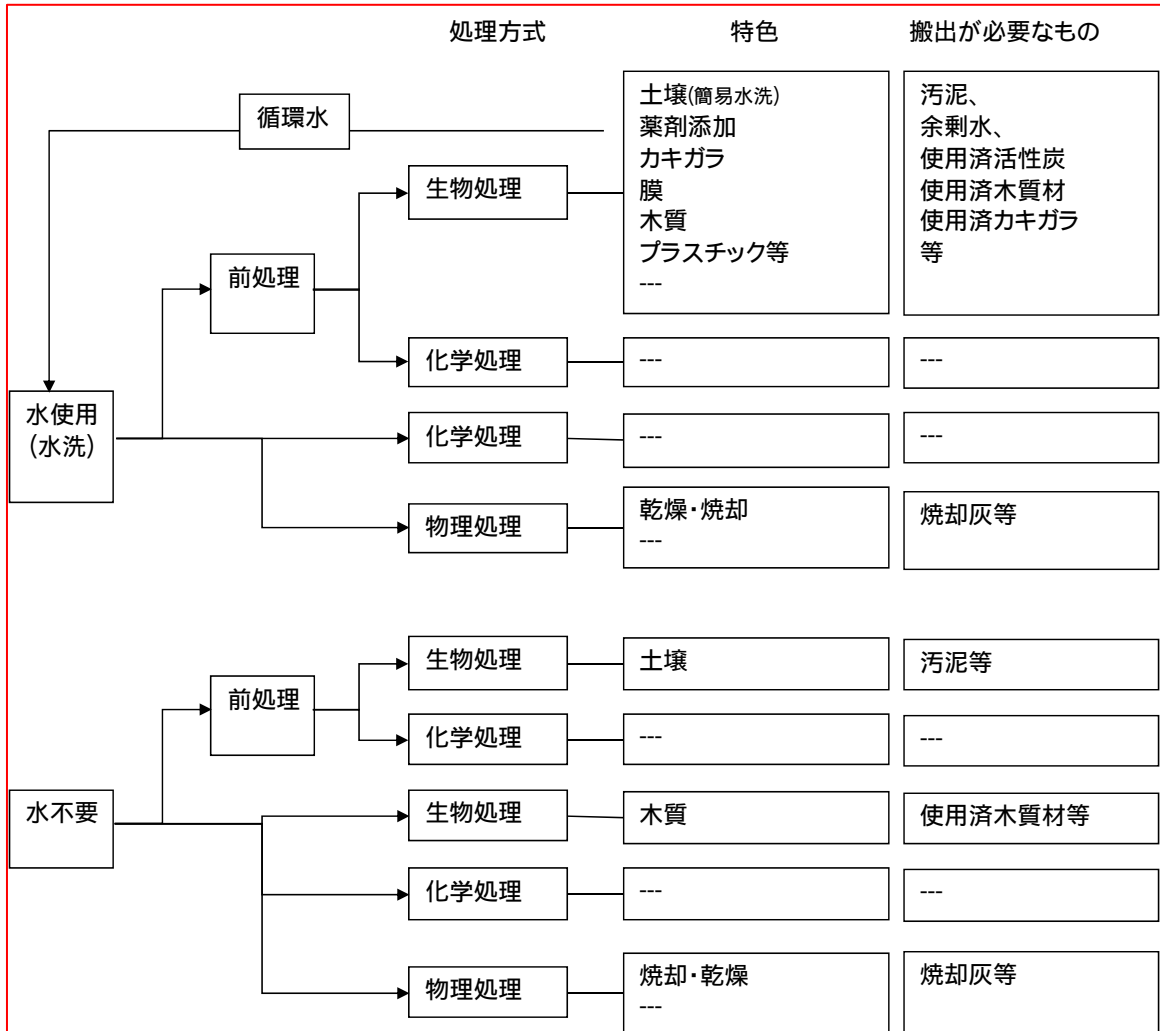 処理方式 特色 搬出が必要なもの
循環水
土壌(簡易水洗)
薬剤添加
カキガラ
膜
木質
プラスチック等
---
汚泥、
余剰水、
使用済活性炭
使用済木質材
使用済カキガラ
等
生物処理
前処理
化学処理 --- ---
水使用
(水洗)
化学処理 --- ---
物理処理
乾燥・焼却
---
焼却灰等
生物処理 土壌 汚泥等
前処理
化学処理 --- ---
水不要
生物処理 木質 使用済木質材等
化学処理 --- ---
物理処理
焼却・乾燥
---
焼却灰等